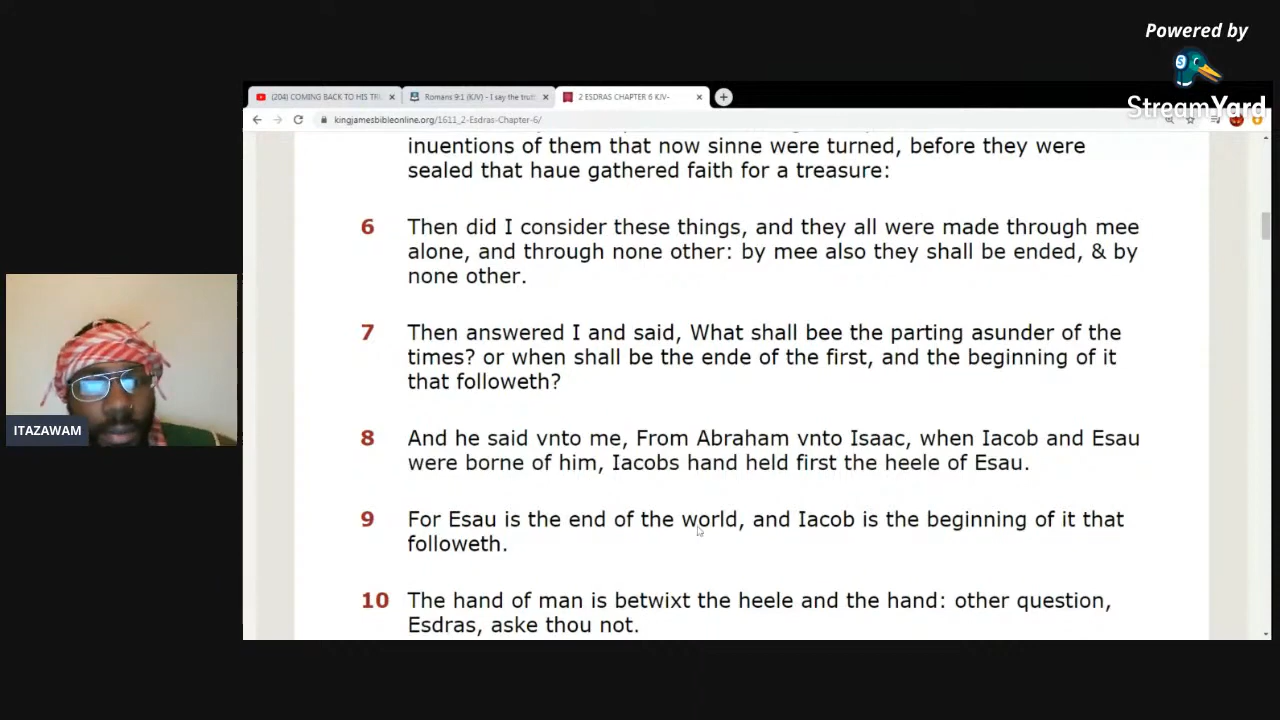 Powered by
StreamYard
(204) COMING BACK TO HIS TR
Romans 9:1 (KJV) - I say the trut
2 ESDRAS CHAPTER 6 KJV-
kingjamesbibleonline.org/1611_2-Esdras-Chapter-6/
inuentions of them that now sinne were turned, before they were
sealed that haue gathered faith for a treasure:
6 Then did I consider these things, and they all were made through mee
alone, and through none other: by mee also they shall be ended, & by
none other.
7 Then answered I and said, What shall bee the parting asunder of the
times? or when shall be the ende of the first, and the beginning of it
that followeth?
8 And he said vnto me, From Abraham vnto Isaac, when Iacob and Esau
were borne of him, Iacobs hand held first the heele of Esau.
9 For Esau is the end of the world, and Iacob is the beginning of it that
followeth.
10 The hand of man is betwixt the heele and the hand: other question,
Esdras, aske thou not.
ITAZAWAM